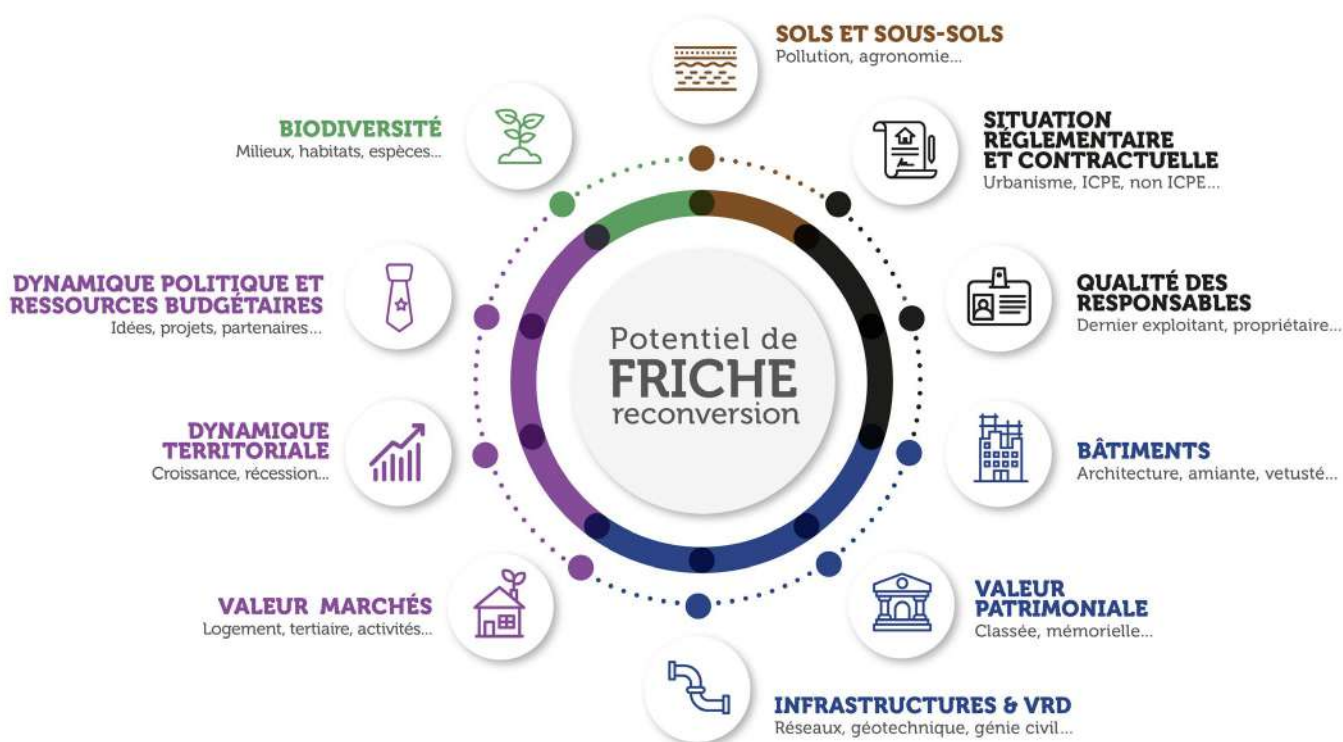 SOLS ET SOUS-SOLS
Pollution, agronomie...
SITUATION
RÉGLEMENTAIRE
ET CONTRACTUELLE
Urbanisme, ICPE, non ICPE...
QUALITÉ DES
RESPONSABLES
Dernier exploitant, propriétaire...
BÂTIMENTS
Architecture, amiante, vetusté...
VALEUR
PATRIMONIALE
Classée, mémorielle...
INFRASTRUCTURES & VRD
Réseaux, géotechnique, génie civil...
VALEUR MARCHÉS
Logement, tertiaire, activités...
DYNAMIQUE
TERRITORIALE
Croissance, récession...
DYNAMIQUE POLITIQUE ET
RESSOURCES BUDGÉTAIRES
Idées, projets, partenaires...
BIODIVERSITÉ
Milieux, habitats, espèces...
Potentiel de
FRICHE
reconversion